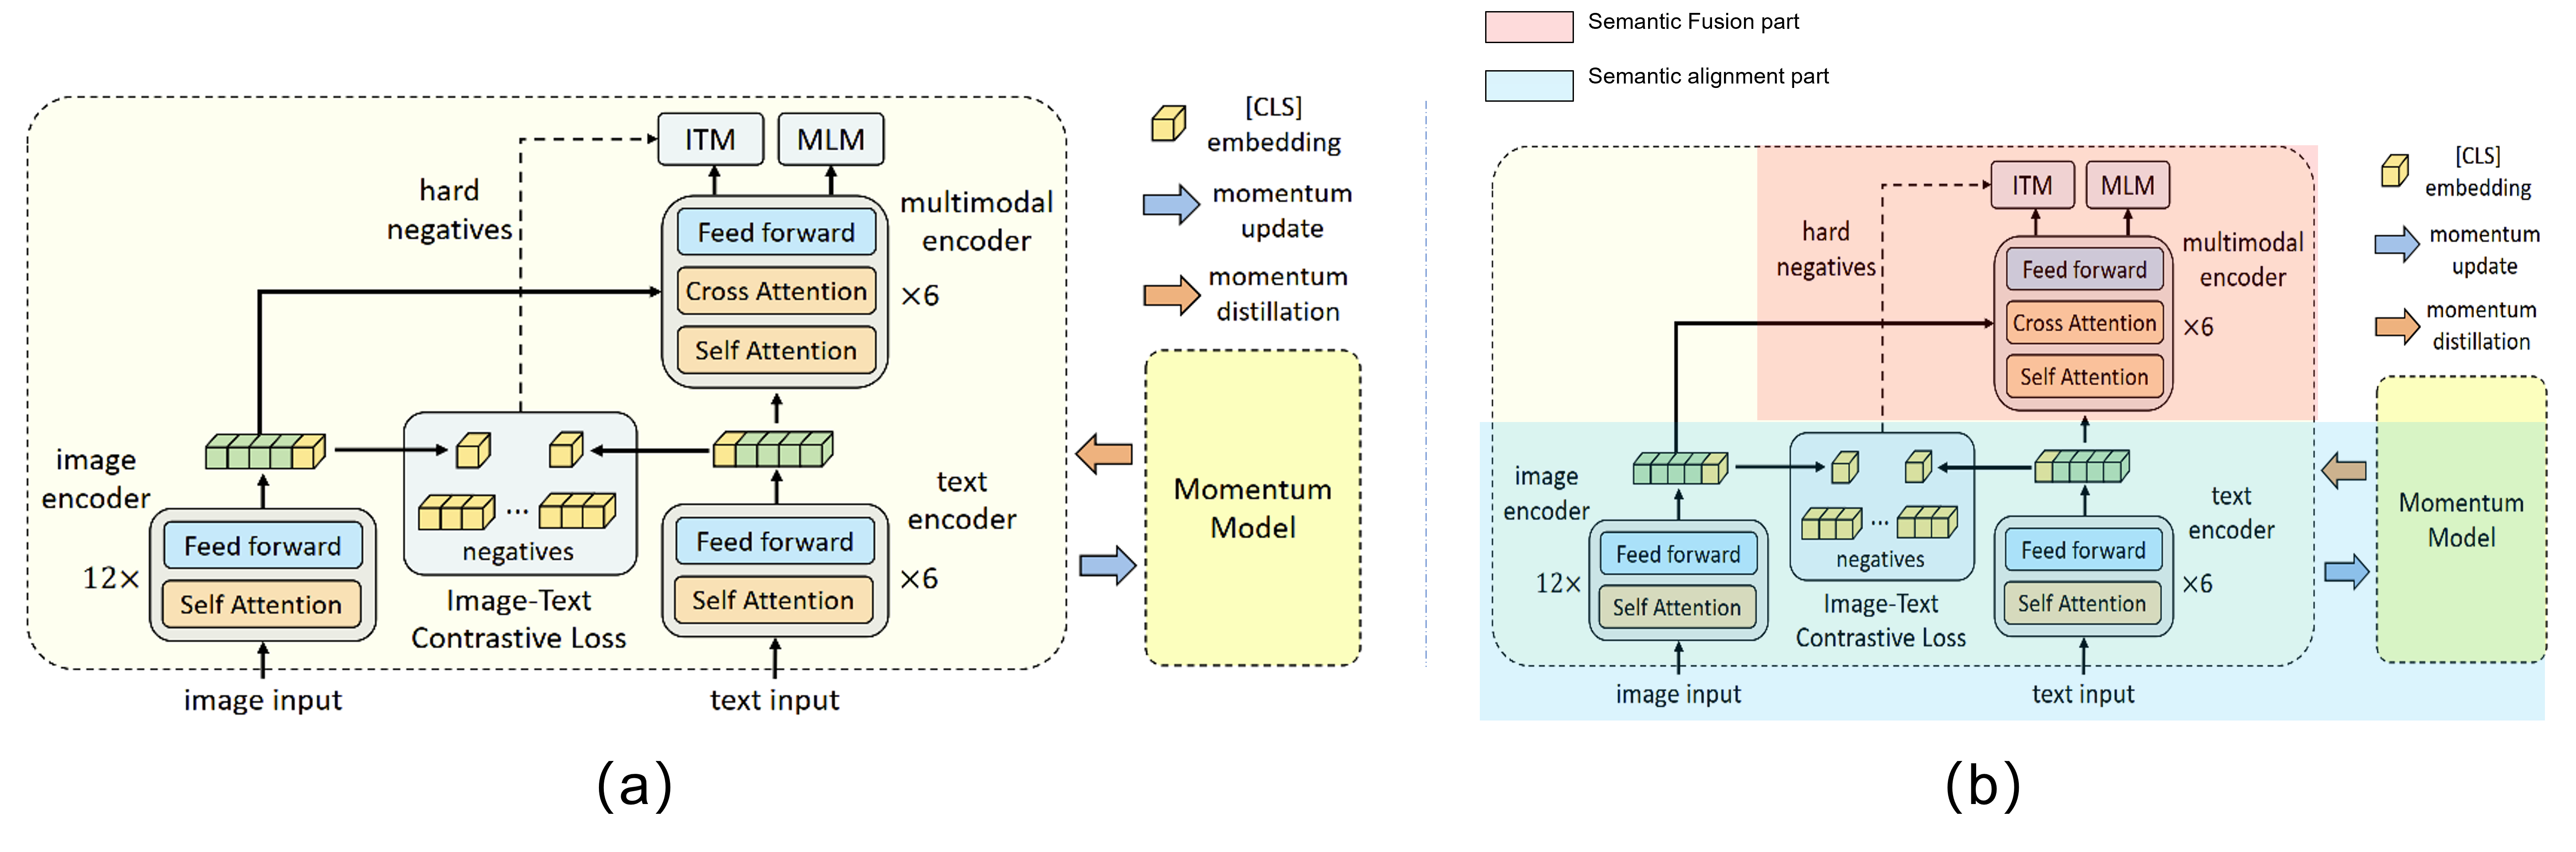 ITM
MLM
[CLS]
embedding
hard
negatives
multimodal
encoder
Feed forward
Cross Attention
Self Attention
×6
momentum
update
momentum
distillation
image
encoder
12×
Feed forward
Self Attention
...
negatives
Image-Text
Contrastive Loss
text
encoder
Feed forward
Self Attention
×6
Momentum
Model
image input
text input
(a)
Semantic Fusion part
Semantic alignment part
ITM
MLM
[CLS]
embedding
hard
negatives
multimodal
encoder
Feed forward
Cross Attention
Self Attention
×6
momentum
update
momentum
distillation
image
encoder
12×
Feed forward
Self Attention
...
negatives
Image-Text
Contrastive Loss
text
encoder
Feed forward
Self Attention
×6
Momentum
Model
image input
text input
(b)